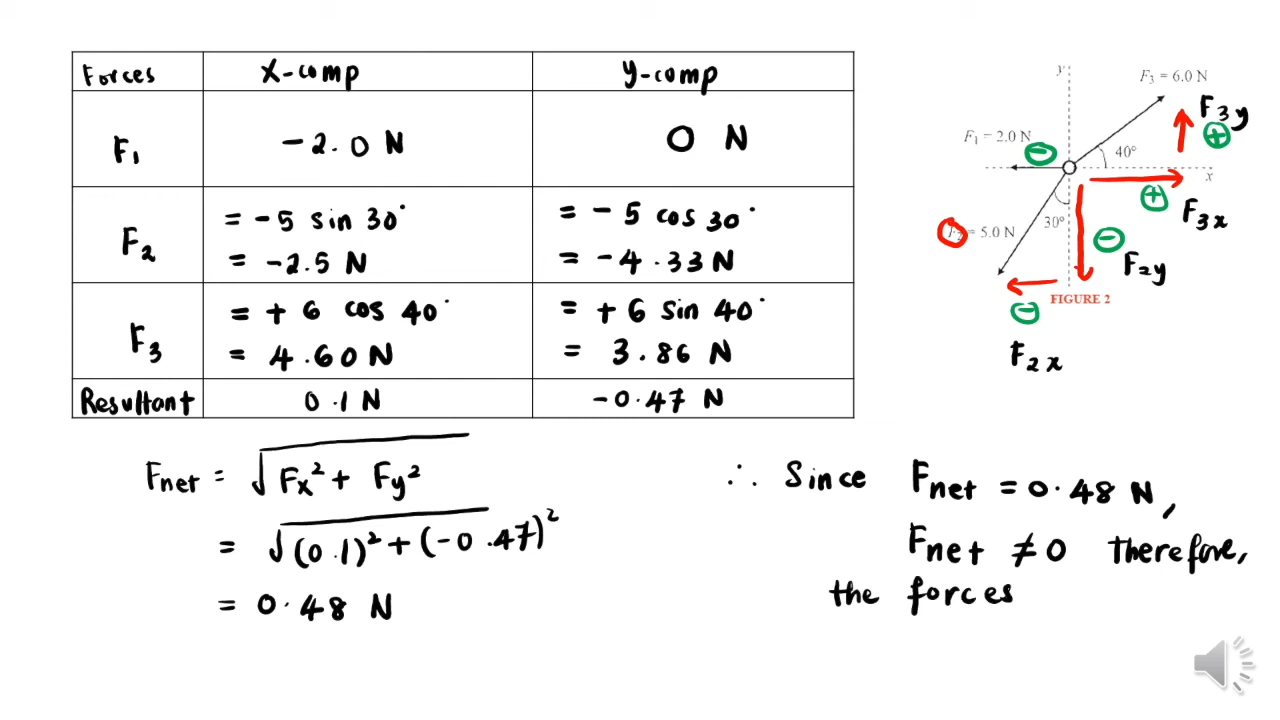 Forces X-comp Y-comp
F1 -2.0 N 0 N
F2 = -5 sin 30° = -5 cos 30°
= -2.5 N = -4.33 N
F3 = +6 cos 40° = +6 sin 40°
= 4.60 N = 3.86 N
Resultant 0.1 N -0.47 N
y
F3 = 6.0 N
F3y
+
F1 = 2.0 N
-
40°
x
+
F3x
30°
= 5.0 N
-
F2y
FIGURE 2
-
F2x
Fnet = √Fx² + Fy²
= √(0.1)² + (-0.47)²
= 0.48 N
∴ Since Fnet = 0.48 N,
Fnet ≠ 0 therefore,
the forces